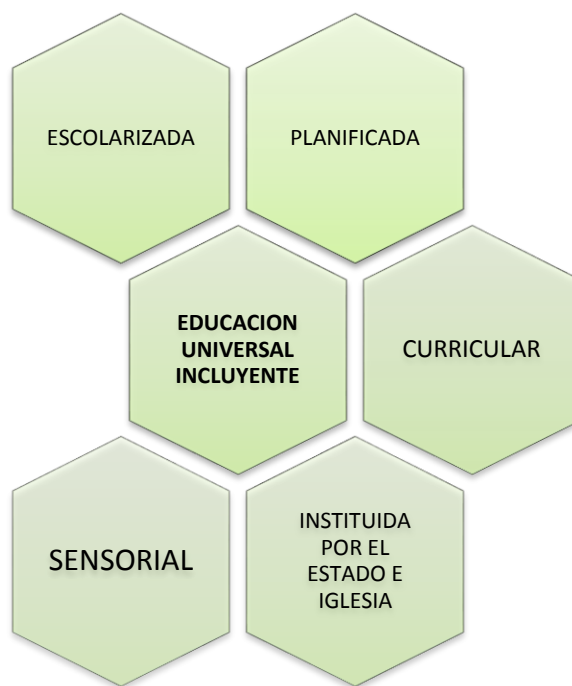 ESCOLARIZADA
PLANIFICADA
EDUCACION
UNIVERSAL
INCLUYENTE
CURRICULAR
SENSORIAL
INSTITUIDA
POR EL
ESTADO E
IGLESIA